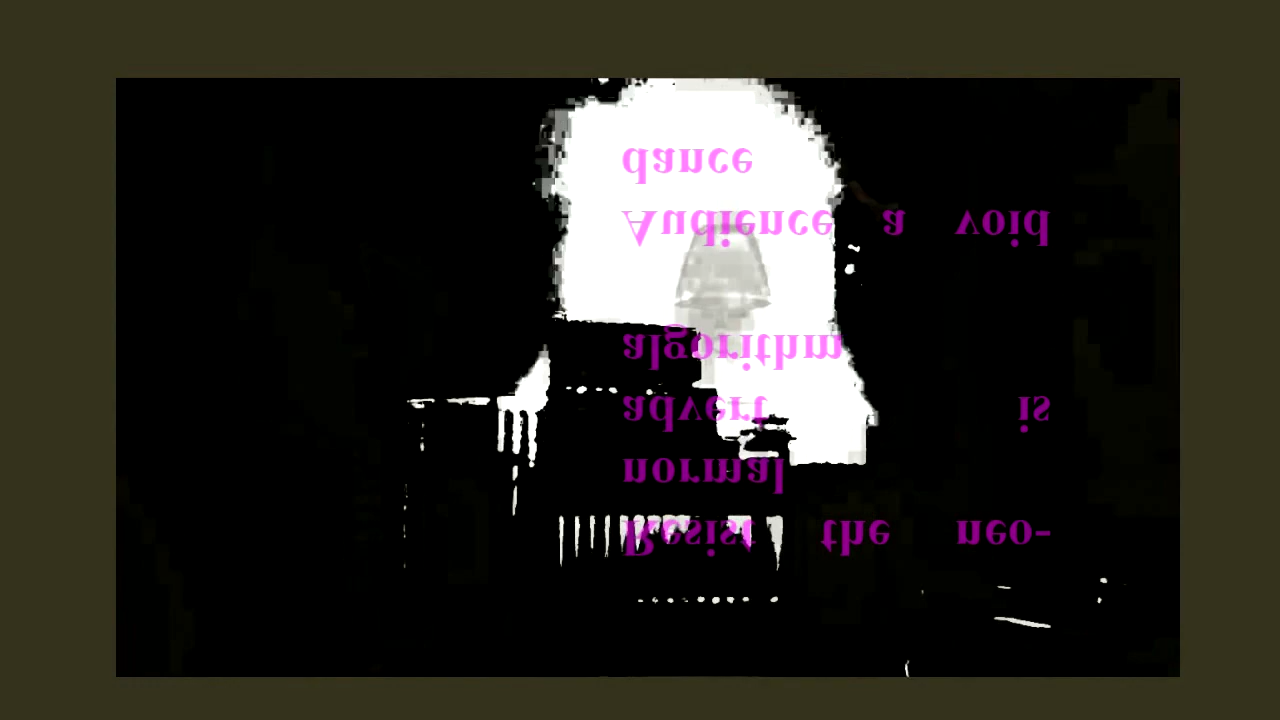 Resist the neo-
normal
advert is
algorithm
Audience a void
dance